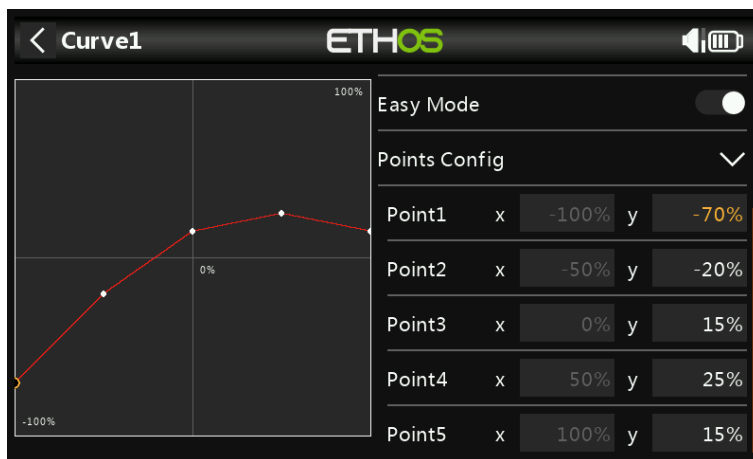 Curve1
ETHOS
100%
0%
-100%
Easy Mode
Points Config
Point1 x -100% y -70%
Point2 x -50% y -20%
Point3 x 0% y 15%
Point4 x 50% y 25%
Point5 x 100% y 15%